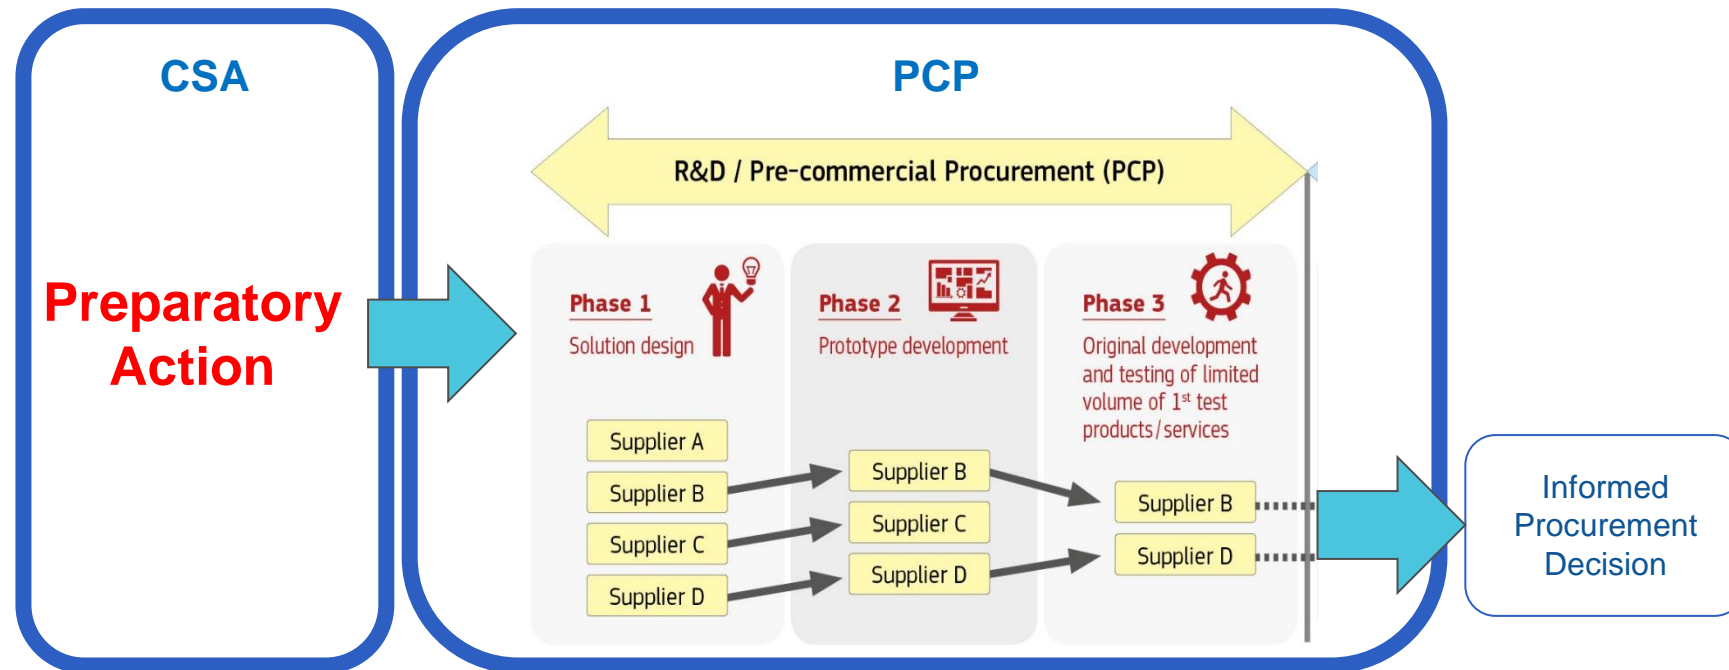 CSA
Preparatory
Action
PCP
R&D / Pre-commercial Procurement (PCP)
Phase 1
Solution design
Supplier A
Supplier B
Supplier C
Supplier D
Phase 2
Prototype development
Supplier B
Supplier C
Supplier D
Phase 3
Original development
and testing of limited
volume of 1st test
products/services
Supplier B
Supplier D
Informed
Procurement
Decision